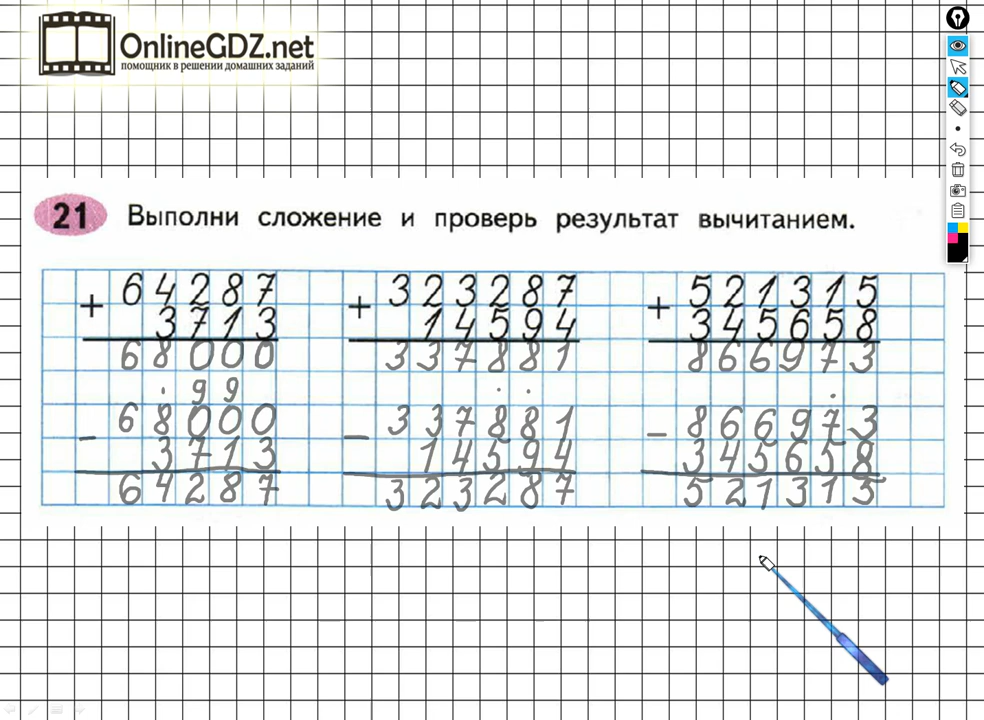 OnlineGDZ.net
помощник в решении домашних заданий
21 Выполни сложение и проверь результат вычитанием.
+ 64287 + 323287 + 521315
3713 14594 345658
68000 337881 866973
. 99 . . .
68000 337881 866973
- 3713 - 14594 - 345658
64287 323287 521315